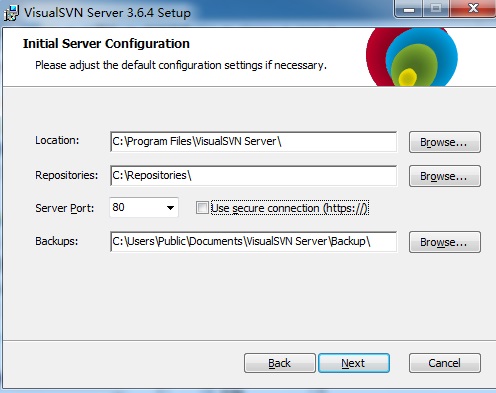 VisualSVN Server 3.6.4 Setup
Initial Server Configuration
Please adjust the default configuration settings if necessary.
Location: C:\Program Files\VisualSVN Server\ Browse...
Repositories: C:\Repositories\ Browse...
Server Port: 80 Use secure connection (https://)
Backups: C:\Users\Public\Documents\VisualSVN Server\Backup\ Browse...
Back Next Cancel